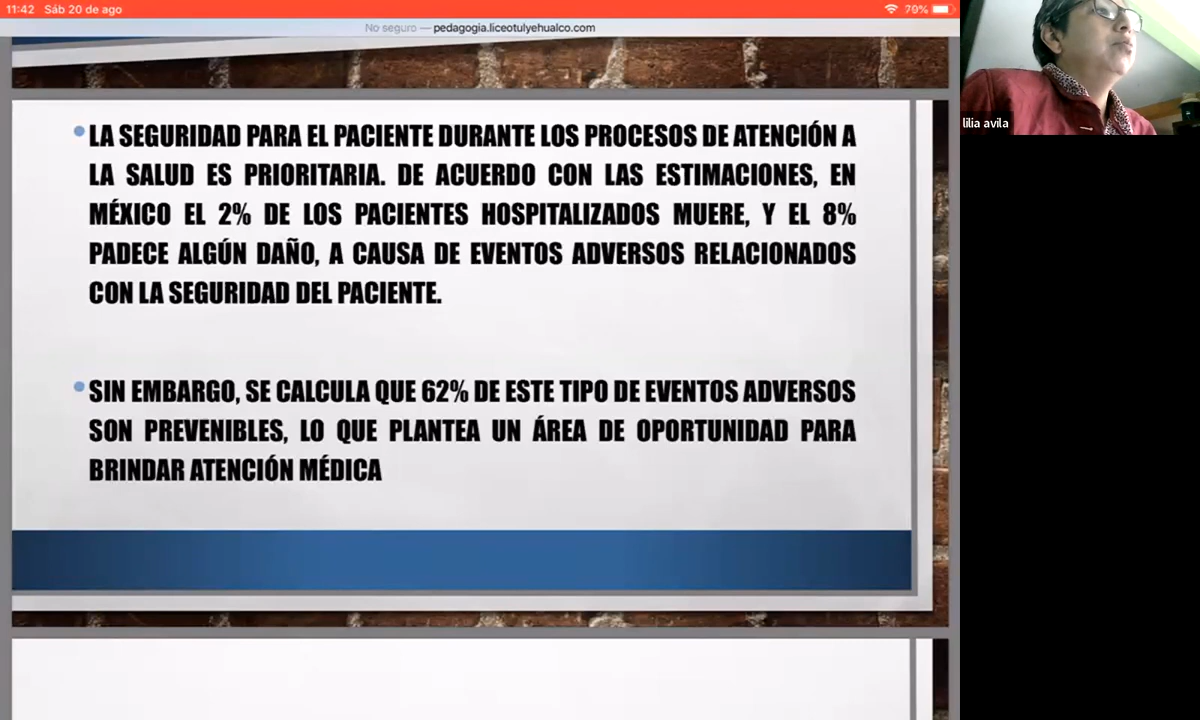 11:42 Sáb 20 de ago
79%
No seguro — pedagogia.liceotulyehualco.com
LA SEGURIDAD PARA EL PACIENTE DURANTE LOS PROCESOS DE ATENCIÓN A
LA SALUD ES PRIORITARIA. DE ACUERDO CON LAS ESTIMACIONES, EN
MÉXICO EL 2% DE LOS PACIENTES HOSPITALIZADOS MUERE, Y EL 8%
PADECE ALGÚN DAÑO, A CAUSA DE EVENTOS ADVERSOS RELACIONADOS
CON LA SEGURIDAD DEL PACIENTE.
SIN EMBARGO, SE CALCULA QUE 62% DE ESTE TIPO DE EVENTOS ADVERSOS
SON PREVENIBLES, LO QUE PLANTEA UN ÁREA DE OPORTUNIDAD PARA
BRINDAR ATENCIÓN MÉDICA
lilia avila